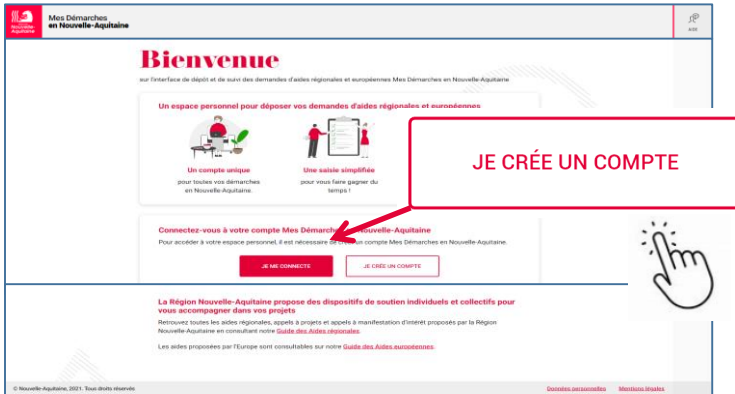 Nouvelle-
Aquitaine
Mes Démarches
en Nouvelle-Aquitaine
AIDE
Bienvenue
sur l'interface de dépôt et de suivi des demandes d'aides régionales et européennes Mes Démarches en Nouvelle-Aquitaine
Un espace personnel pour déposer vos demandes d'aides régionales et européennes
Un compte unique
pour toutes vos démarches
en Nouvelle-Aquitaine.
Une saisie simplifiée
pour vous faire gagner du
temps !
JE CRÉE UN COMPTE
Connectez-vous à votre compte Mes Démarches en Nouvelle-Aquitaine
Pour accéder à votre espace personnel, il est nécessaire de créer un compte Mes Démarches en Nouvelle-Aquitaine.
JE ME CONNECTE
JE CRÉE UN COMPTE
La Région Nouvelle-Aquitaine propose des dispositifs de soutien individuels et collectifs pour
vous accompagner dans vos projets
Retrouvez toutes les aides régionales, appels à projets et appels à manifestation d'intérêt proposés par la Région
Nouvelle-Aquitaine en consultant notre Guide des Aides régionales.
Les aides proposées par l'Europe sont consultables sur notre Guide des Aides européennes.
© Nouvelle-Aquitaine, 2021. Tous droits réservés
Données personnelles
Mentions légales